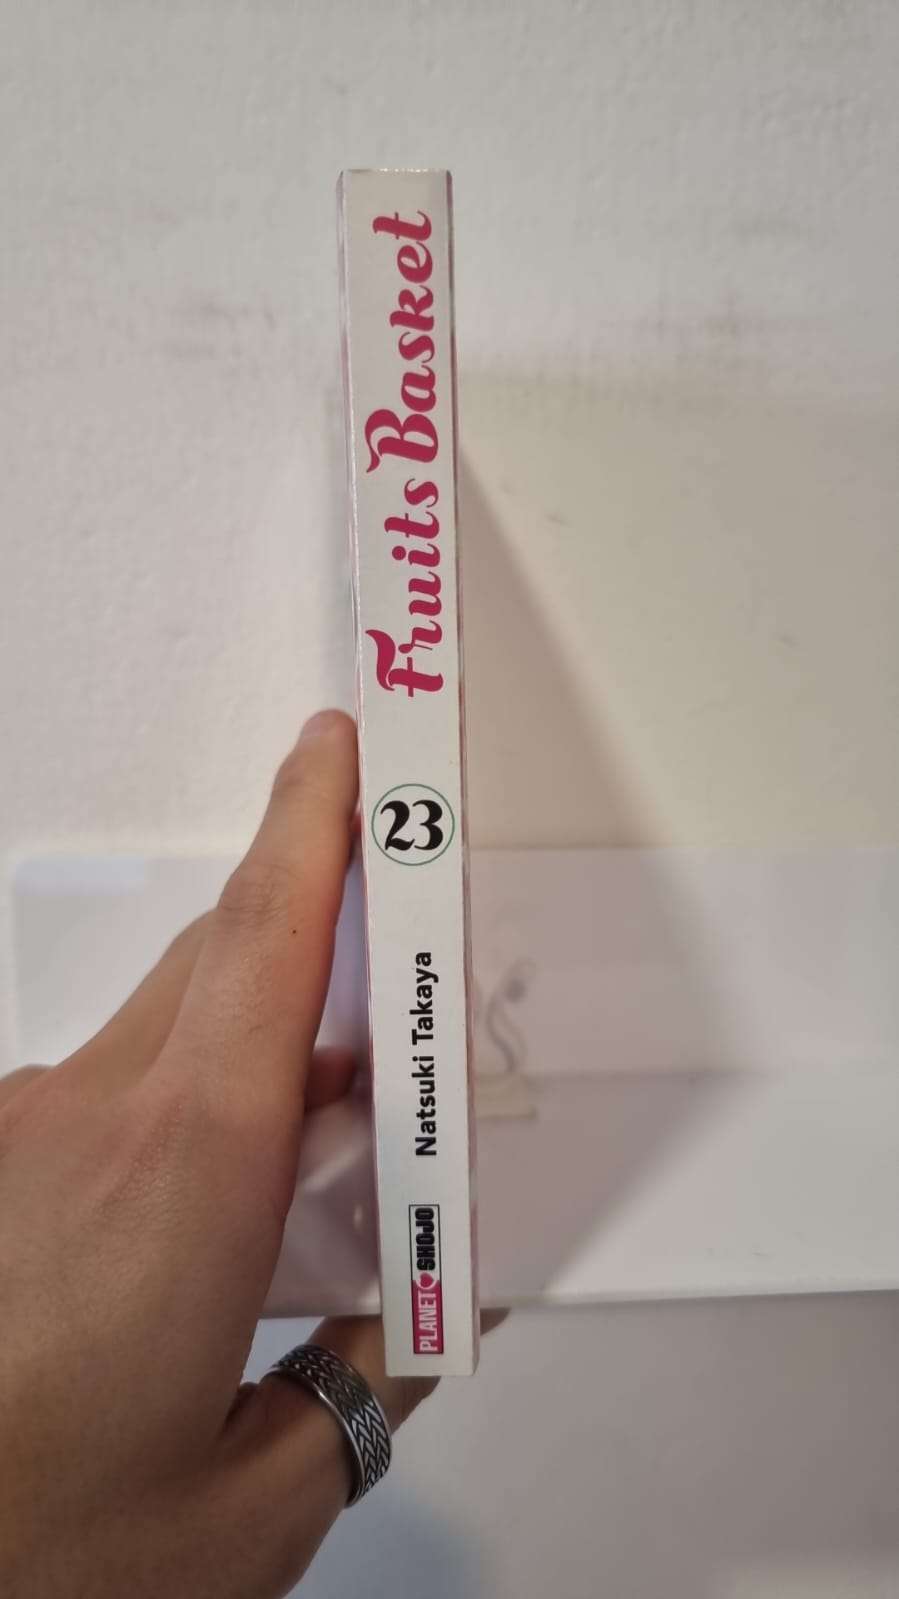 Fruits Basket
23
Natsuki Takaya
PLANET SHOJO